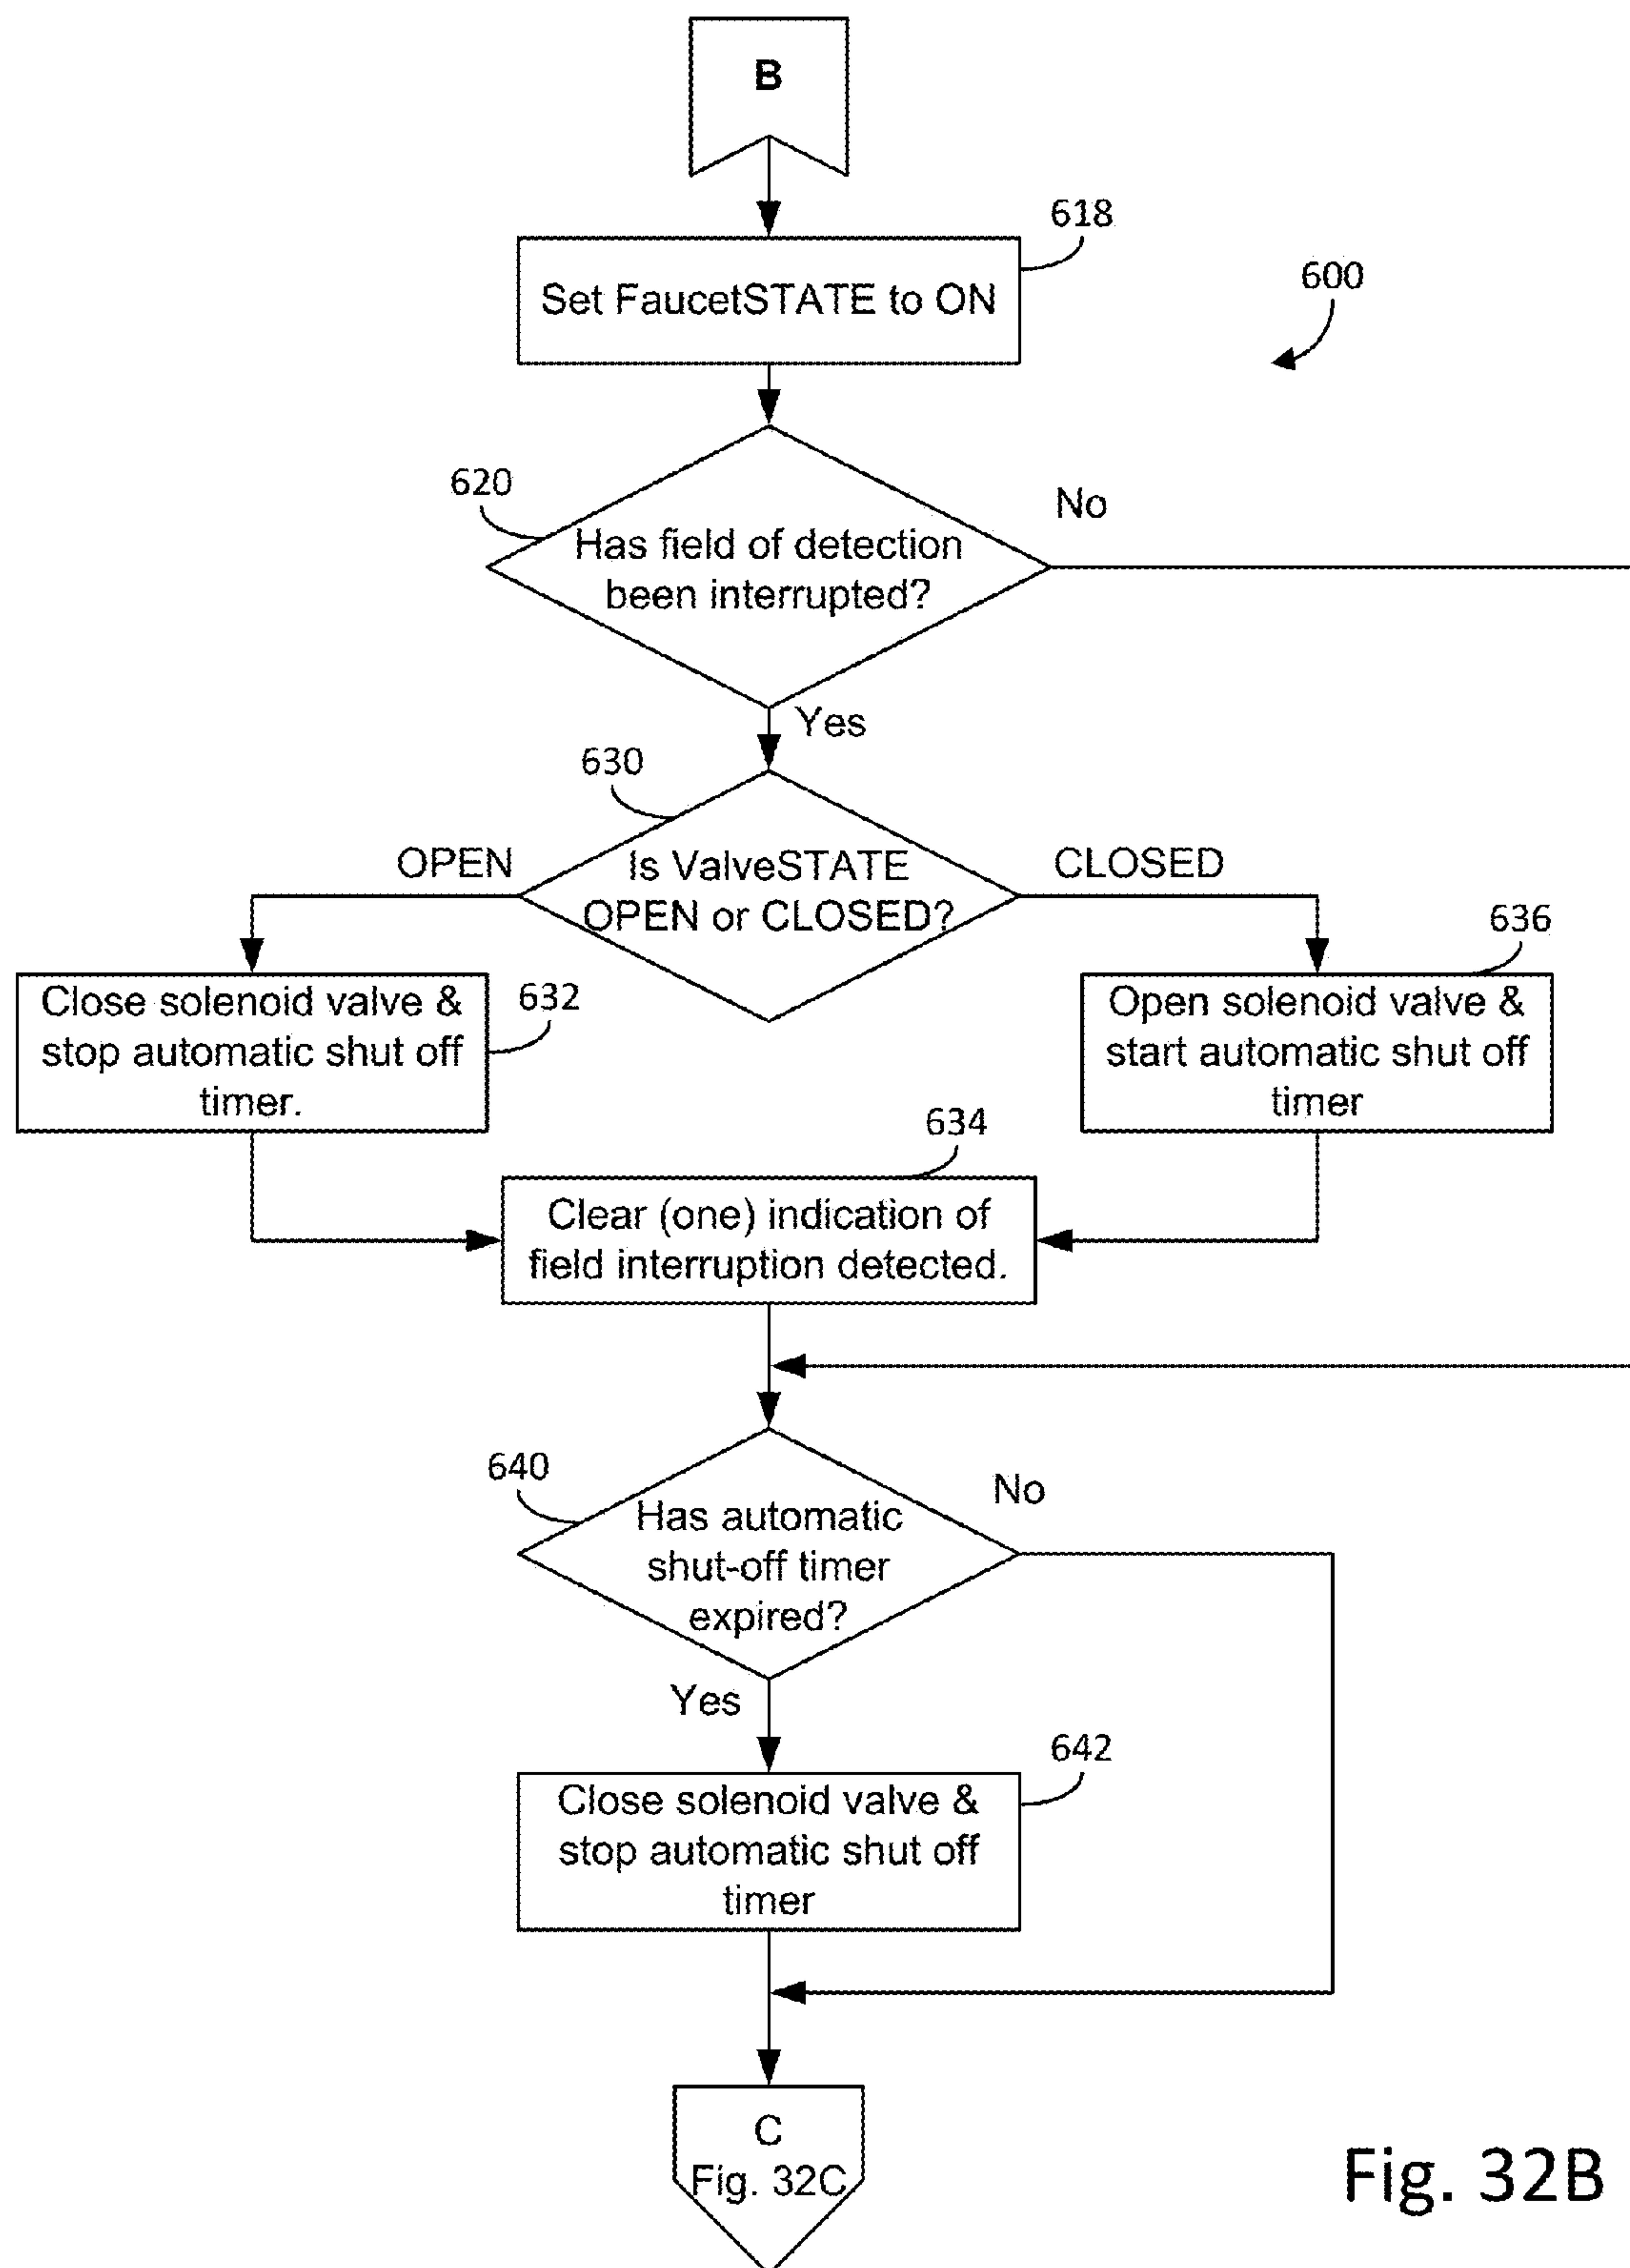 B
618
Set FaucetSTATE to ON
600
620
No
Has field of detection
been interrupted?
Yes
630
OPEN
Is ValveSTATE
OPEN or CLOSED?
CLOSED
636
Close solenoid valve &
stop automatic shut off
timer.
632
Open solenoid valve &
start automatic shut off
timer
634
Clear (one) indication of
field interruption detected.
640
No
Has automatic
shut-off timer
expired?
Yes
642
Close solenoid valve &
stop automatic shut off
timer
C
Fig. 32C
Fig. 32B